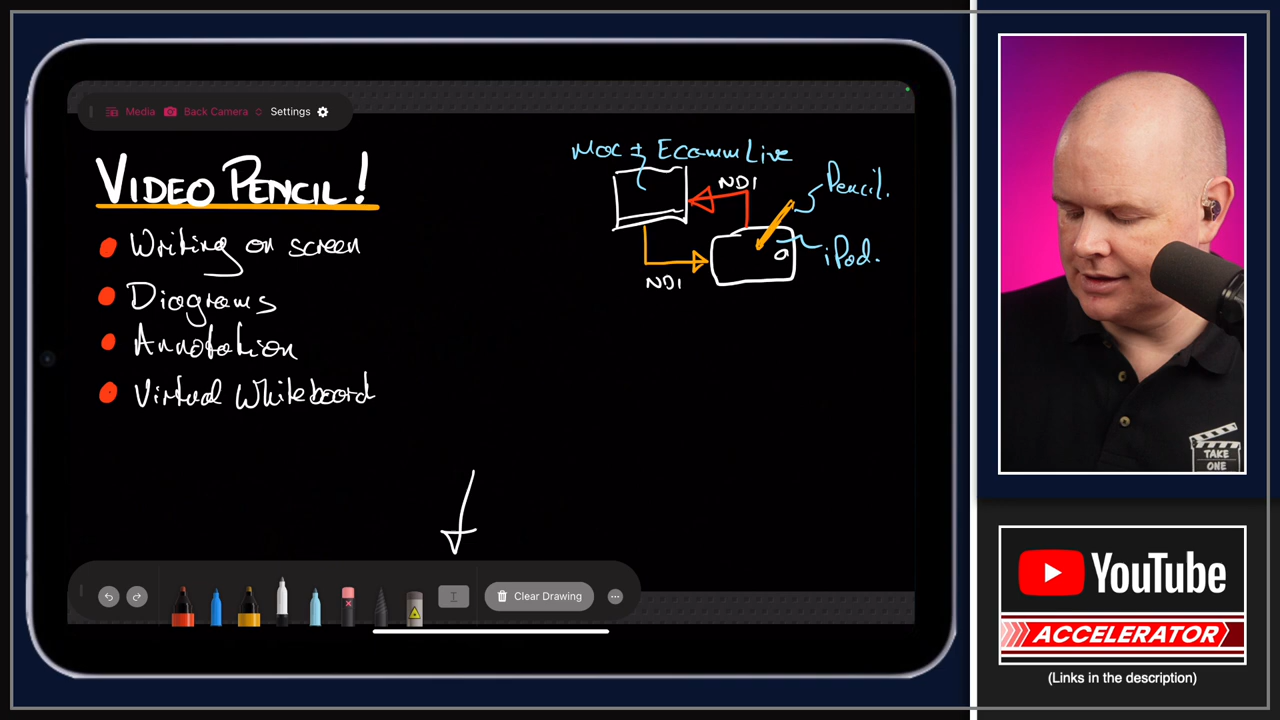 Media Back Camera Settings
VIDEO PENCIL!
Writing on screen
Diagrams
Annotation
Virtual Whiteboard
Mac + Ecamm Live
NDI
Pencil.
iPad.
NDI
Clear Drawing
TAKE
ONE
YouTube
ACCELERATOR
(Links in the description)